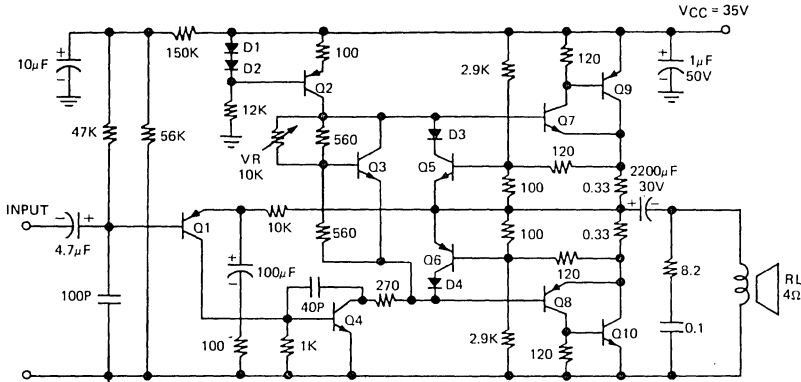 VCC = 35V
10µF
150K
D1
D2
100
Q2
12K
47K
56K
VR
10K
560
Q3
560
D3
Q5
2.9K
120
Q7
Q9
1µF
50V
120
100
0.33
2200µF
30V
INPUT
4.7µF
Q1
10K
100
0.33
100P
100µF
100
40P
Q4
1K
270
Q6
D4
120
Q8
2.9K
120
Q10
8.2
0.1
RL
4Ω